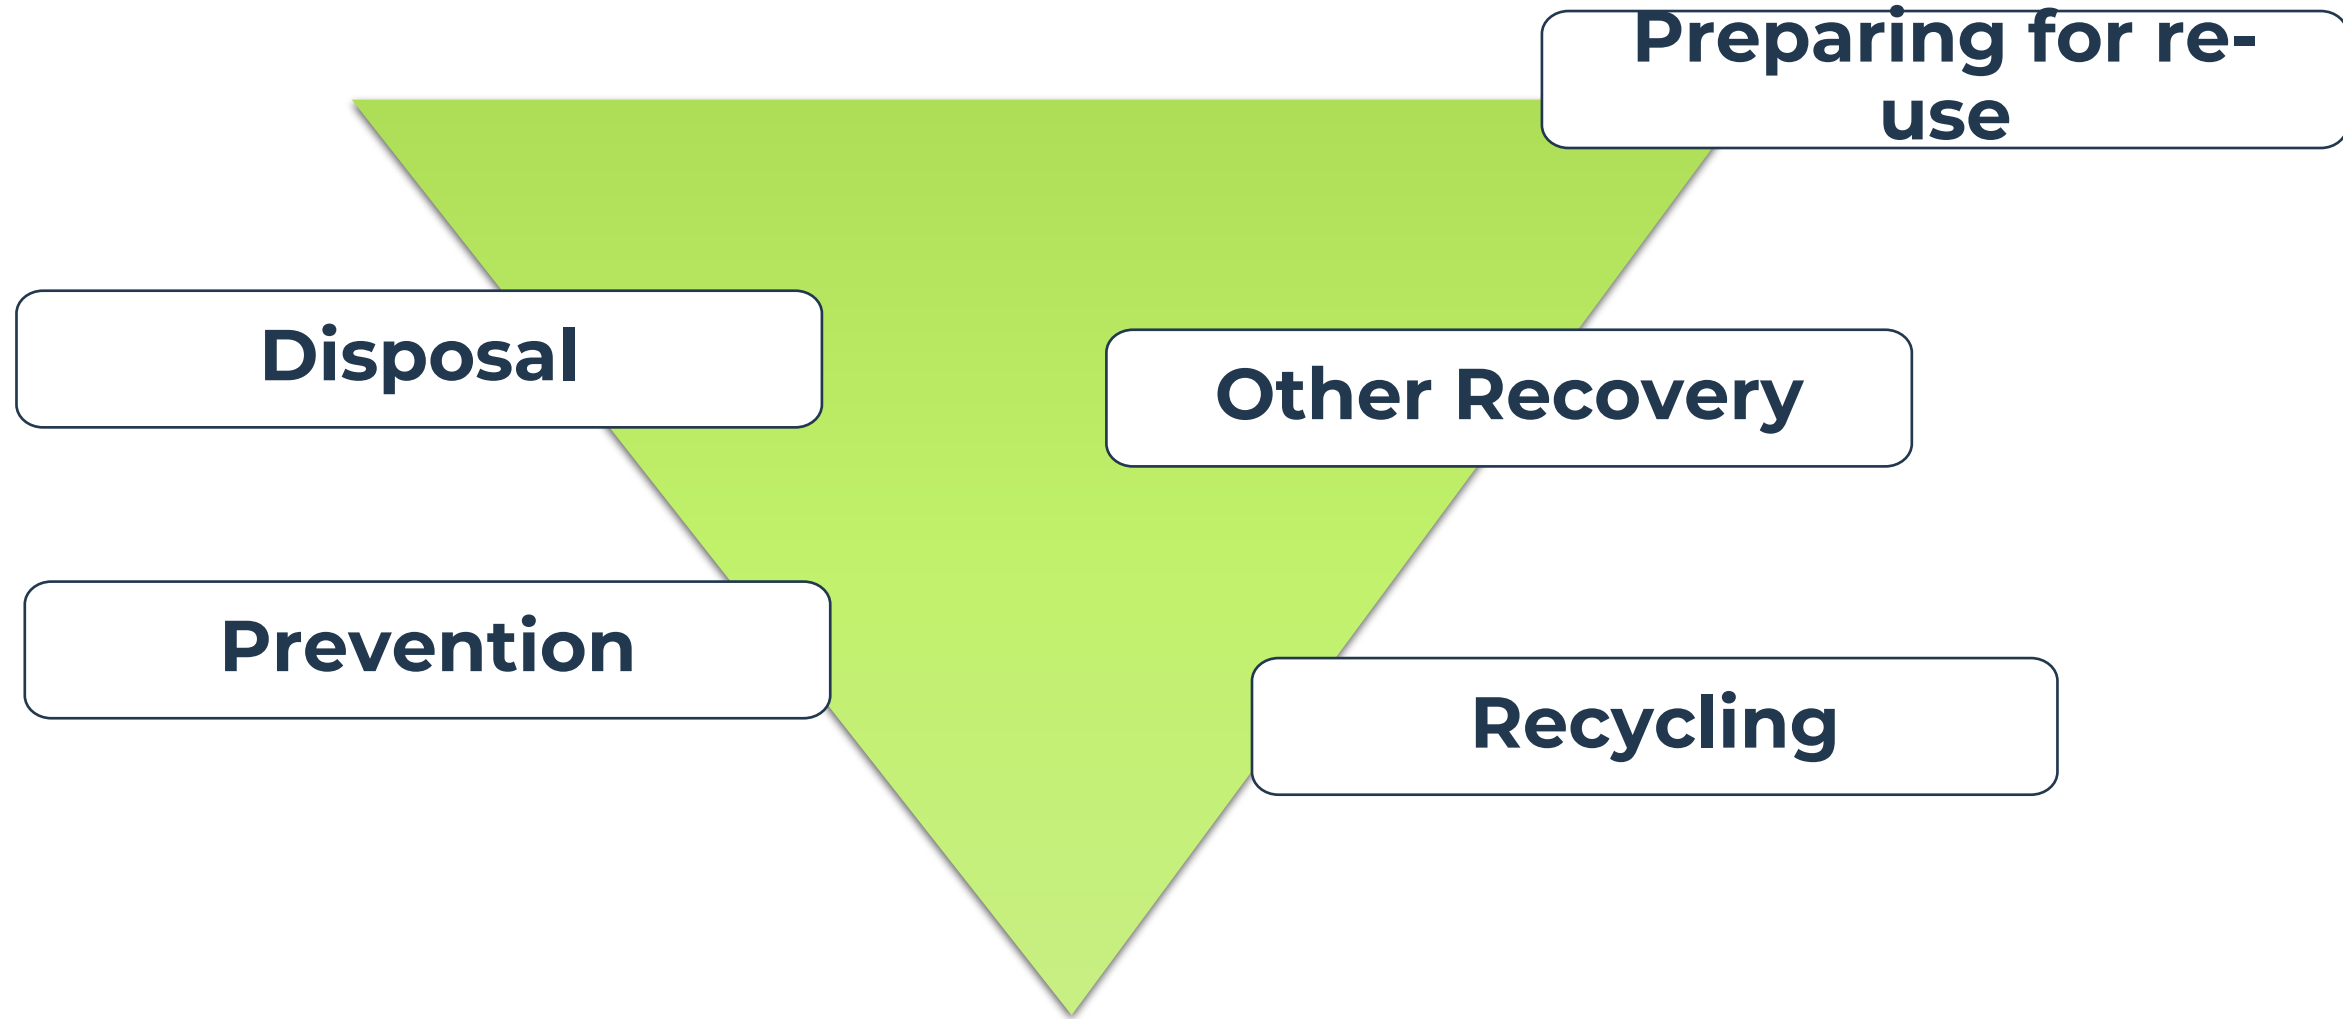 Preparing for re-
use
Disposal
Other Recovery
Prevention
Recycling